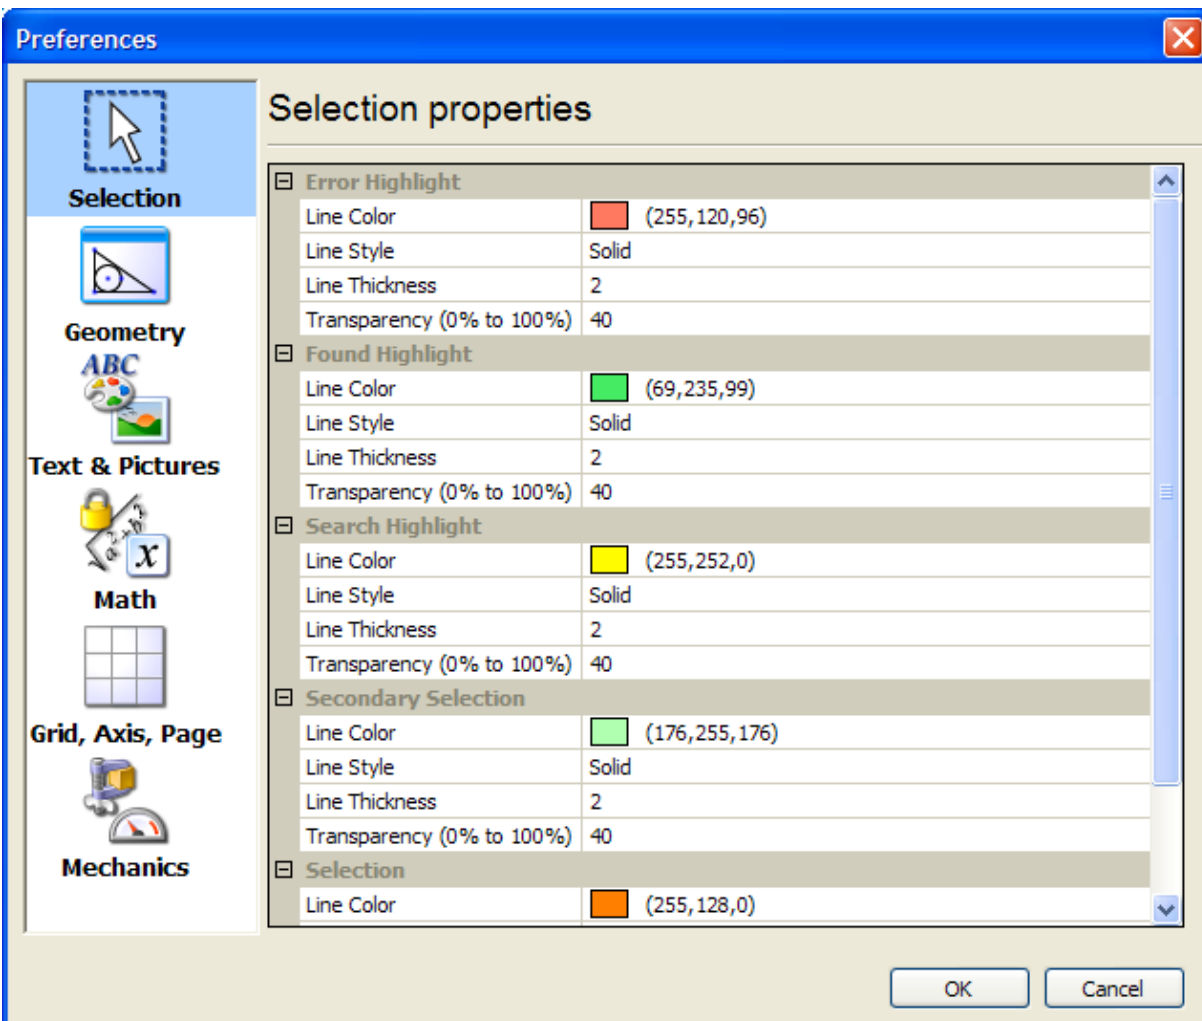 Preferences
Selection
Geometry
ABC
Text & Pictures
x
Math
Grid, Axis, Page
Mechanics
Selection properties
Error Highlight
Line Color (255,120,96)
Line Style Solid
Line Thickness 2
Transparency (0% to 100%) 40
Found Highlight
Line Color (69,235,99)
Line Style Solid
Line Thickness 2
Transparency (0% to 100%) 40
Search Highlight
Line Color (255,252,0)
Line Style Solid
Line Thickness 2
Transparency (0% to 100%) 40
Secondary Selection
Line Color (176,255,176)
Line Style Solid
Line Thickness 2
Transparency (0% to 100%) 40
Selection
Line Color (255,128,0)
OK Cancel